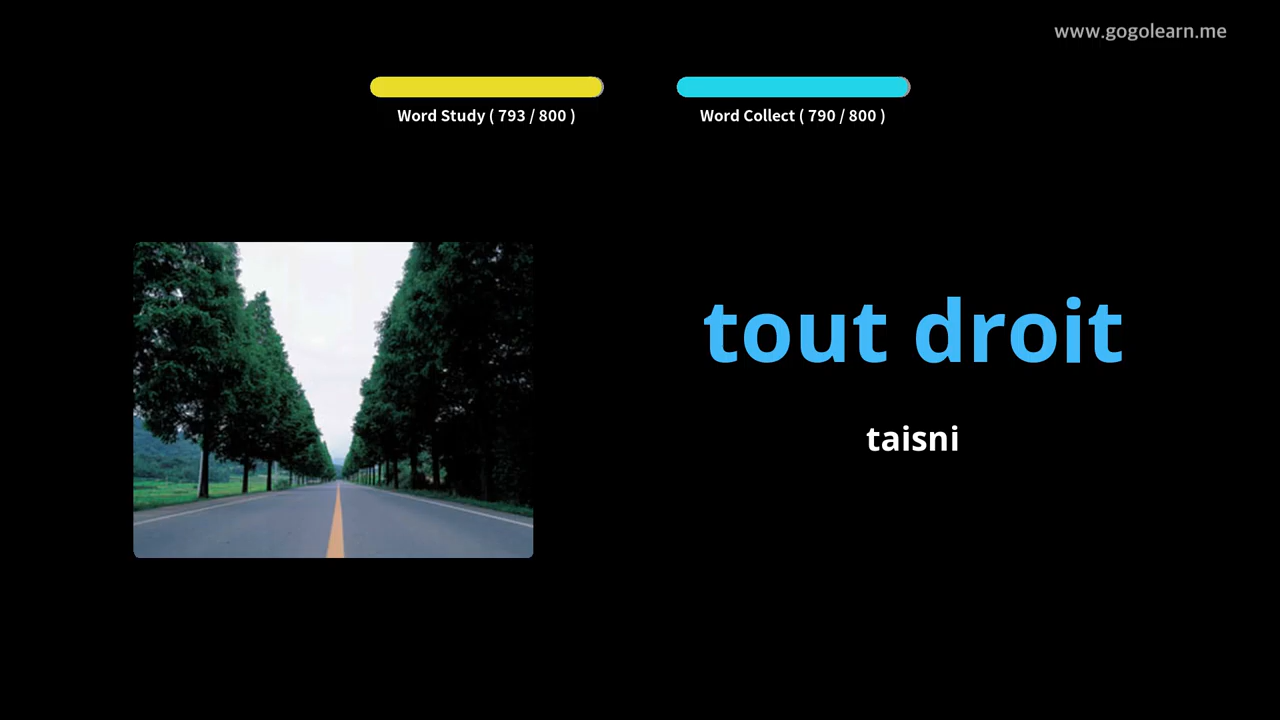 www.gogolearn.me
Word Study ( 793 / 800 )
Word Collect ( 790 / 800 )
tout droit
taisni